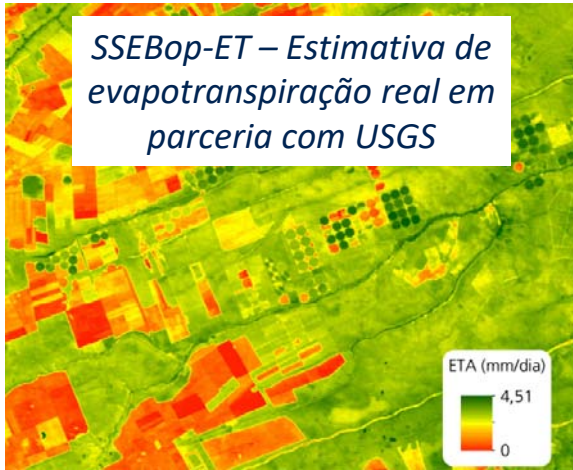 SSEBop-ET – Estimativa de
evapotranspiração real em
parceria com USGS
ETA (mm/dia)
4,51
0